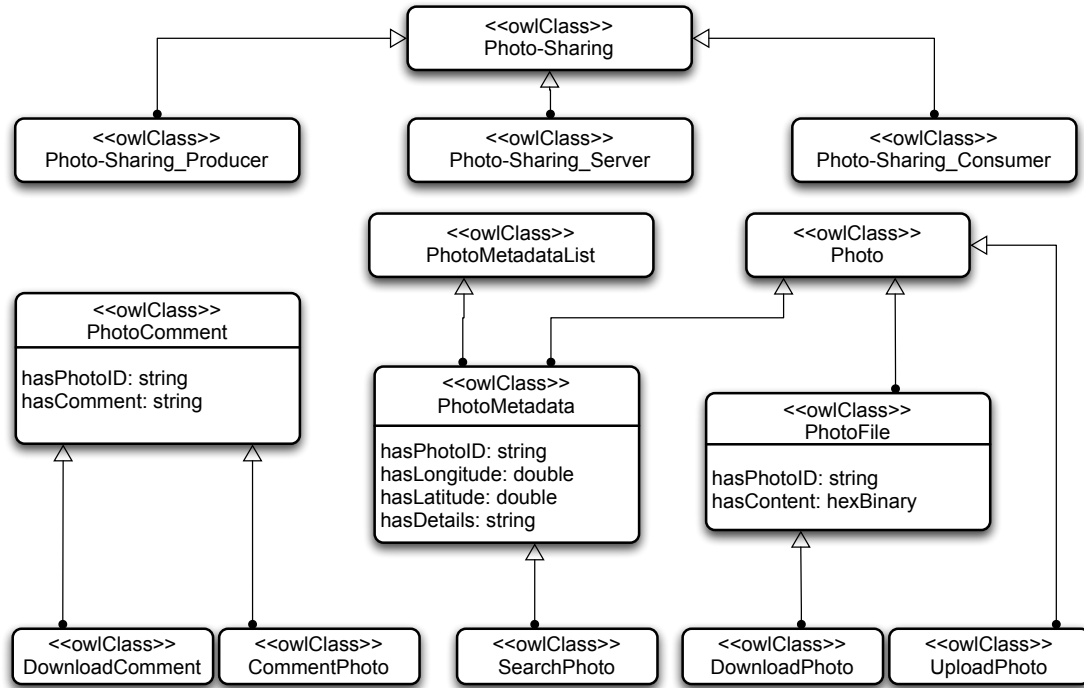 <<owlClass>>
Photo-Sharing
<<owlClass>>
Photo-Sharing_Producer
<<owlClass>>
Photo-Sharing_Server
<<owlClass>>
Photo-Sharing_Consumer
<<owlClass>>
PhotoMetadataList
<<owlClass>>
Photo
<<owlClass>>
PhotoComment
hasPhotoID: string
hasComment: string
<<owlClass>>
PhotoMetadata
hasPhotoID: string
hasLongitude: double
hasLatitude: double
hasDetails: string
<<owlClass>>
PhotoFile
hasPhotoID: string
hasContent: hexBinary
<<owlClass>>
DownloadComment
<<owlClass>>
CommentPhoto
<<owlClass>>
SearchPhoto
<<owlClass>>
DownloadPhoto
<<owlClass>>
UploadPhoto